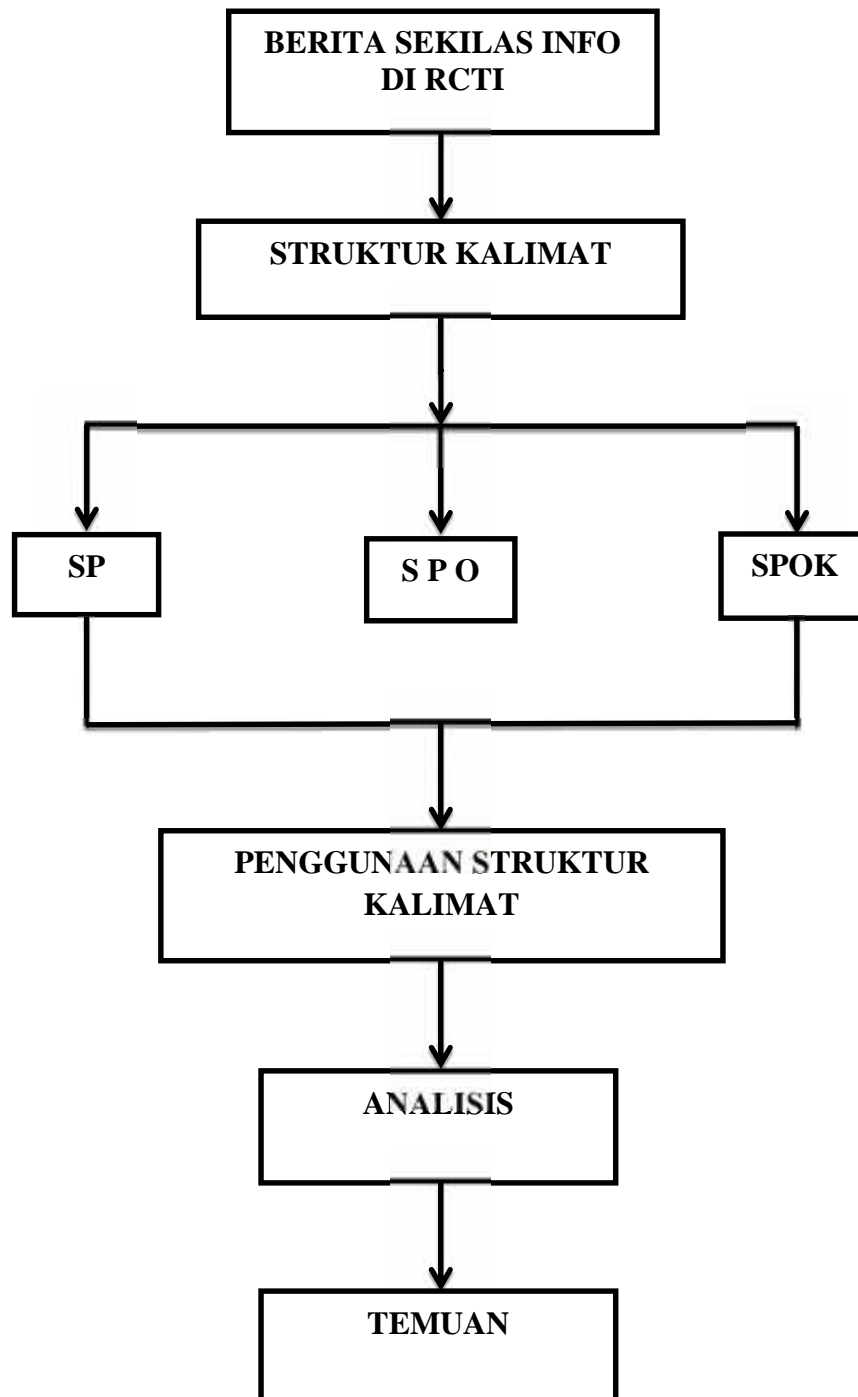 BERITA SEKILAS INFO
DI RCTI
STRUKTUR KALIMAT
SP
S P O
SPOK
PENGGUNAAN STRUKTUR
KALIMAT
ANALISIS
TEMUAN